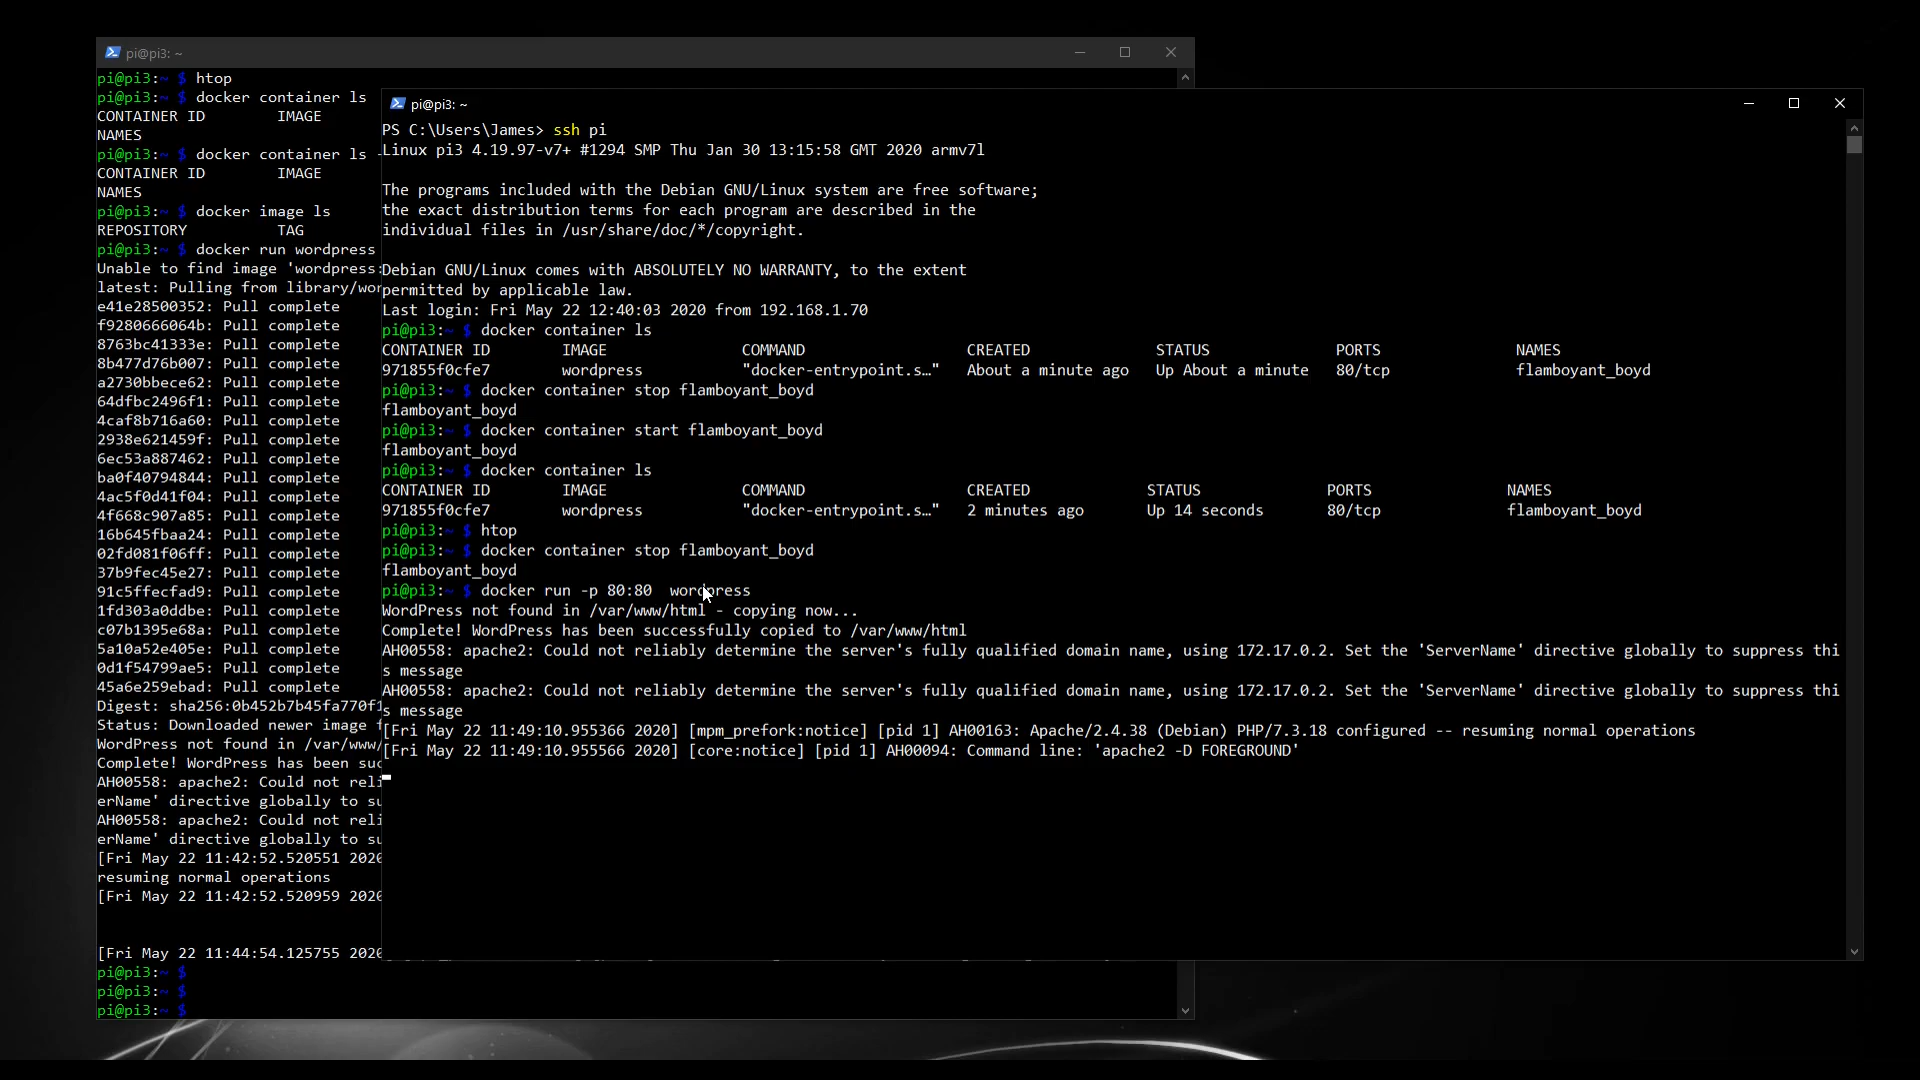 pi@pi3: ~
pi@pi3:~ $ htop
pi@pi3:~ $ docker container ls
CONTAINER ID        IMAGE
NAMES
pi@pi3:~ $ docker container ls
CONTAINER ID        IMAGE
NAMES
pi@pi3:~ $ docker image ls
REPOSITORY          TAG
pi@pi3:~ $ docker run wordpress
Unable to find image 'wordpress:
latest: Pulling from library/wor
e41e28500352: Pull complete
f9280666064b: Pull complete
8763bc41333e: Pull complete
8b477d76b007: Pull complete
a2730bbece62: Pull complete
64dfbc2496f1: Pull complete
4caf8b716a60: Pull complete
2938e621459f: Pull complete
6ec53a887462: Pull complete
ba0f40794844: Pull complete
4ac5f0d41f04: Pull complete
4f668c907a85: Pull complete
16b645fbaa24: Pull complete
02fd081f06ff: Pull complete
37b9fec45e27: Pull complete
91c5ffecfad9: Pull complete
1fd303a0ddbe: Pull complete
c07b1395e68a: Pull complete
5a10a52e405e: Pull complete
0d1f54799ae5: Pull complete
45a6e259ebad: Pull complete
Digest: sha256:0b452b7b45fa770f1
Status: Downloaded newer image f
WordPress not found in /var/www/
Complete! WordPress has been suc
AH00558: apache2: Could not reli
erName' directive globally to su
AH00558: apache2: Could not reli
erName' directive globally to su
[Fri May 22 11:42:52.520551 2020
resuming normal operations
[Fri May 22 11:42:52.520959 2020
[Fri May 22 11:44:54.125755 2020
pi@pi3:~ $
pi@pi3:~ $
pi@pi3:~ $
pi@pi3: ~
PS C:\Users\James> ssh pi
Linux pi3 4.19.97-v7+ #1294 SMP Thu Jan 30 13:15:58 GMT 2020 armv7l
The programs included with the Debian GNU/Linux system are free software;
the exact distribution terms for each program are described in the
individual files in /usr/share/doc/*/copyright.
Debian GNU/Linux comes with ABSOLUTELY NO WARRANTY, to the extent
permitted by applicable law.
Last login: Fri May 22 12:40:03 2020 from 192.168.1.70
pi@pi3:~ $ docker container ls
CONTAINER ID        IMAGE               COMMAND                  CREATED              STATUS              PORTS               NAMES
971855f0cfe7        wordpress           "docker-entrypoint.s…"   About a minute ago   Up About a minute   80/tcp              flamboyant_boyd
pi@pi3:~ $ docker container stop flamboyant_boyd
flamboyant_boyd
pi@pi3:~ $ docker container start flamboyant_boyd
flamboyant_boyd
pi@pi3:~ $ docker container ls
CONTAINER ID        IMAGE               COMMAND                  CREATED             STATUS              PORTS               NAMES
971855f0cfe7        wordpress           "docker-entrypoint.s…"   2 minutes ago       Up 14 seconds       80/tcp              flamboyant_boyd
pi@pi3:~ $ htop
pi@pi3:~ $ docker container stop flamboyant_boyd
flamboyant_boyd
pi@pi3:~ $ docker run -p 80:80  wordpress
WordPress not found in /var/www/html - copying now...
Complete! WordPress has been successfully copied to /var/www/html
AH00558: apache2: Could not reliably determine the server's fully qualified domain name, using 172.17.0.2. Set the 'ServerName' directive globally to suppress thi
s message
AH00558: apache2: Could not reliably determine the server's fully qualified domain name, using 172.17.0.2. Set the 'ServerName' directive globally to suppress thi
s message
[Fri May 22 11:49:10.955366 2020] [mpm_prefork:notice] [pid 1] AH00163: Apache/2.4.38 (Debian) PHP/7.3.18 configured -- resuming normal operations
[Fri May 22 11:49:10.955566 2020] [core:notice] [pid 1] AH00094: Command line: 'apache2 -D FOREGROUND'